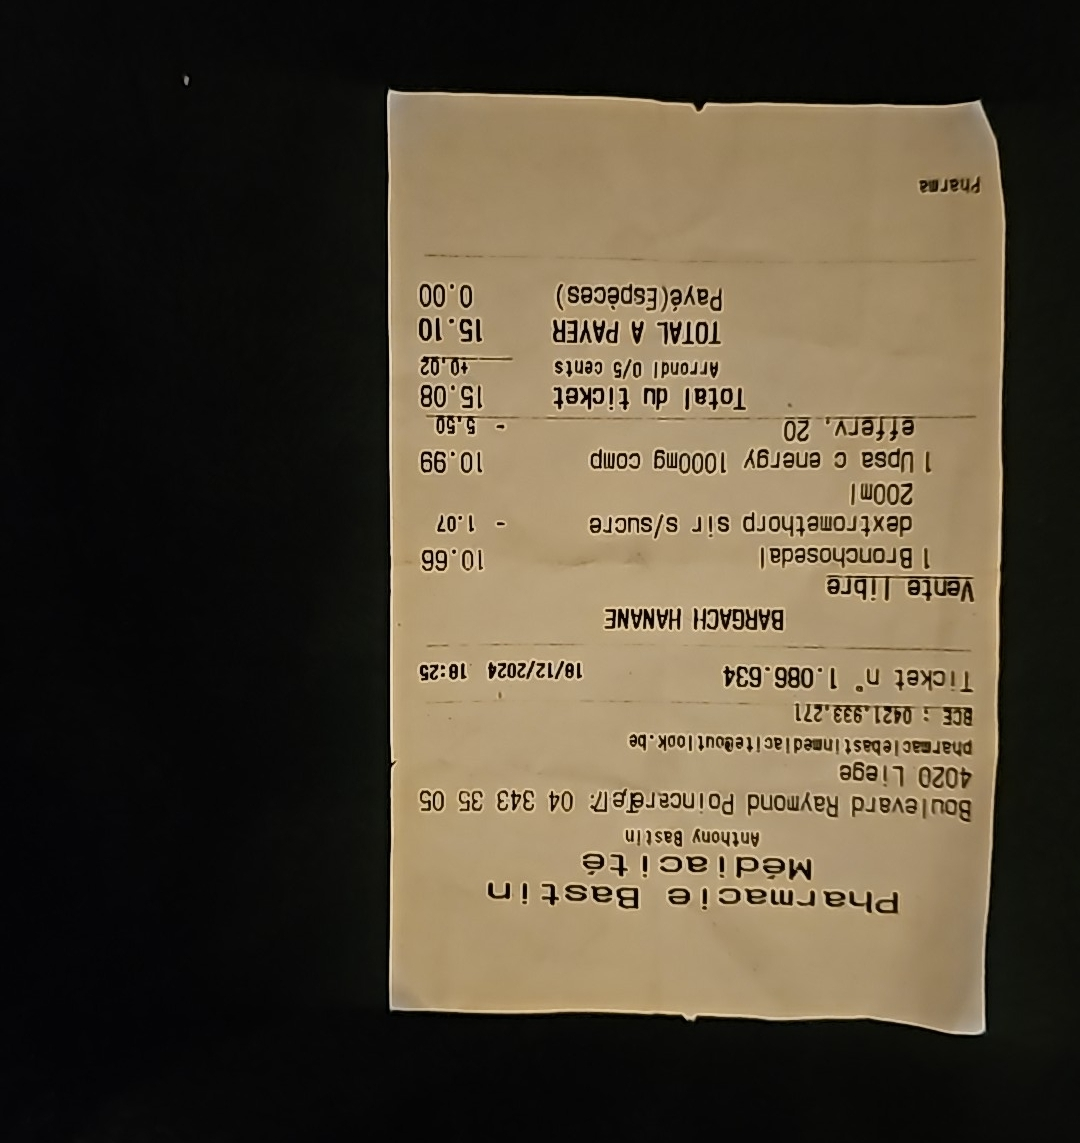 Pharmacie Bastin
Médiacité
Anthony Bastin
Boulevard Raymond Poincaré 7 04 343 35 05
4020 Liege
pharmaciebastinmediacite@outlook.be
BCE : 0421.933.271
Ticket n° 1.086.634 18/12/2024 18:25
BARGACH HANANE
Vente libre
1 Bronchosedal 10.66
dextromethorp sir s/sucre - 1.07
200ml
1 Upsa c energy 1000mg comp 10.99
efferv. 20 - 5.50
Total du ticket 15.08
Arrondi 0/5 cents +0.02
TOTAL A PAYER 15.10
Payé(Espèces) 0.00
Pharma